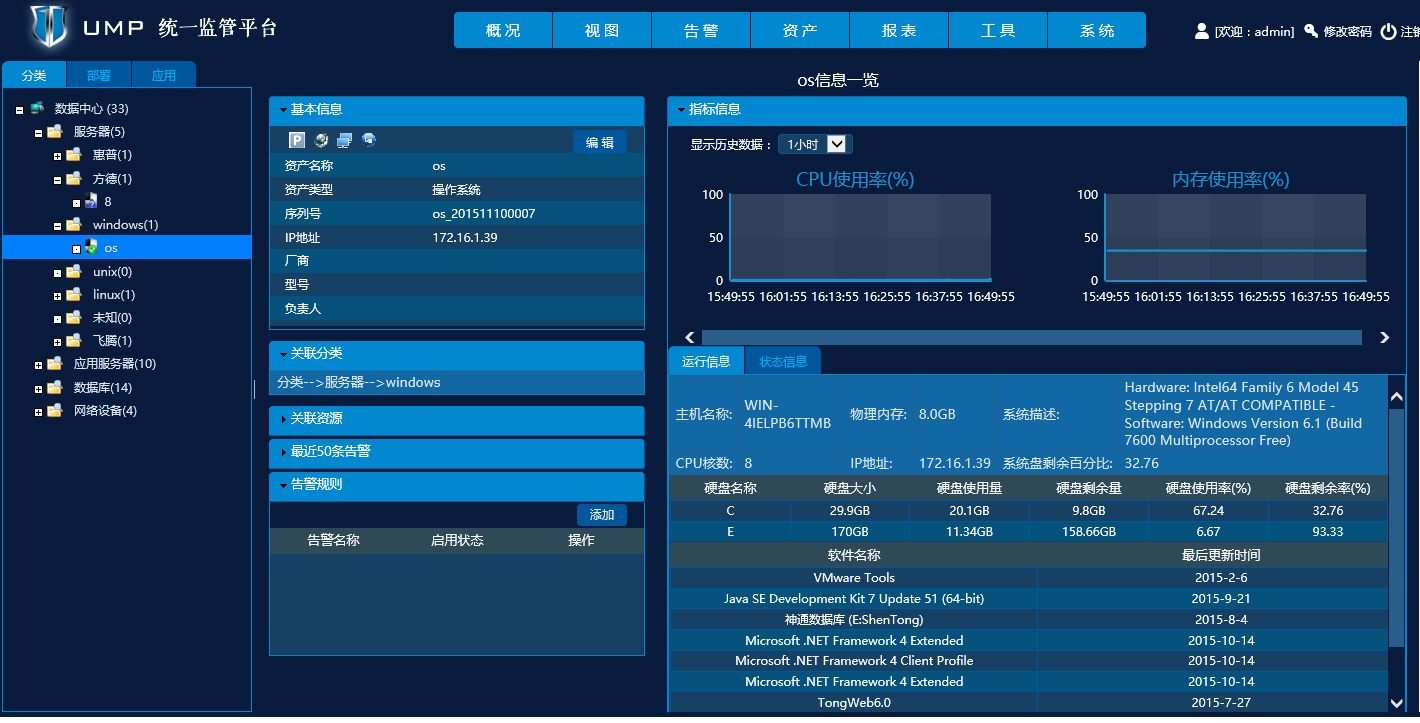 UMP 统一监管平台
概况 视图 告警 资产 报表 工具 系统
[欢迎：admin] 修改密码 注销
分类 部署 应用
数据中心 (33)
服务器(5)
惠普(1)
方德(1)
8
windows(1)
os
unix(0)
linux(1)
未知(0)
飞腾(1)
应用服务器(10)
数据库(14)
网络设备(4)
os信息一览
基本信息
P
编 辑
资产名称 os
资产类型 操作系统
序列号 os_201511100007
IP地址 172.16.1.39
厂商
型号
负责人
关联分类
分类-->服务器-->windows
关联资源
最近50条告警
告警规则
添加
告警名称 启用状态 操作
指标信息
显示历史数据： 1小时
CPU使用率(%)
100
50
0
15:49:55 16:01:55 16:13:55 16:25:55 16:37:55 16:49:55
内存使用率(%)
100
50
0
15:49:55 16:01:55 16:13:55 16:25:55 16:37:55 16:49:55
运行信息 状态信息
主机名称: WIN-
4IELPB6TTMB
物理内存: 8.0GB
系统描述: Hardware: Intel64 Family 6 Model 45
Stepping 7 AT/AT COMPATIBLE -
Software: Windows Version 6.1 (Build
7600 Multiprocessor Free)
CPU核数: 8 IP地址: 172.16.1.39 系统盘剩余百分比: 32.76
硬盘名称 硬盘大小 硬盘使用量 硬盘剩余量 硬盘使用率(%) 硬盘剩余率(%)
C 29.9GB 20.1GB 9.8GB 67.24 32.76
E 170GB 11.34GB 158.66GB 6.67 93.33
软件名称 最后更新时间
VMware Tools 2015-2-6
Java SE Development Kit 7 Update 51 (64-bit) 2015-9-21
神通数据库 (E:ShenTong) 2015-8-4
Microsoft .NET Framework 4 Extended 2015-10-14
Microsoft .NET Framework 4 Client Profile 2015-10-14
Microsoft .NET Framework 4 Extended 2015-10-14
TongWeb6.0 2015-7-27